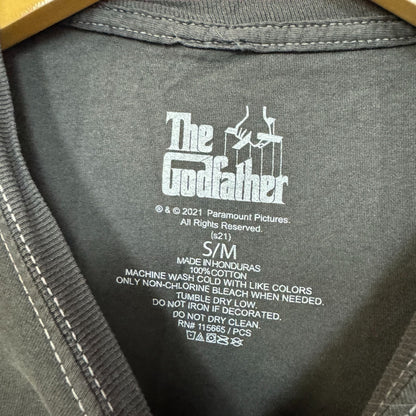 The
Godfather
® & © 2021 Paramount Pictures.
All Rights Reserved.
(s21)
S/M
MADE IN HONDURAS
100% COTTON
MACHINE WASH COLD WITH LIKE COLORS
ONLY NON-CHLORINE BLEACH WHEN NEEDED.
TUMBLE DRY LOW.
DO NOT IRON IF DECORATED.
DO NOT DRY CLEAN.
RN# 115665 / PCS